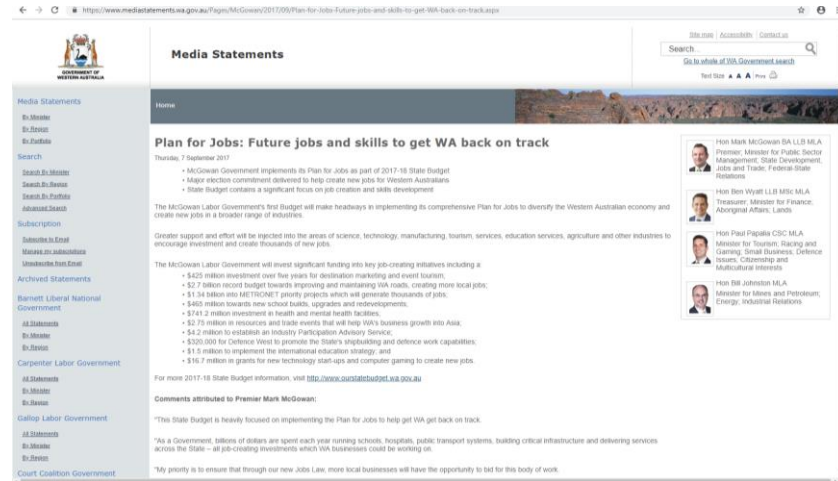 https://www.mediastatements.wa.gov.au/Pages/McGowan/2017/09/Plan-for-Jobs-Future-jobs-and-skills-to-get-WA-back-on-track.aspx
GOVERNMENT OF
WESTERN AUSTRALIA
Media Statements
Site map | Accessibility | Contact us
Search...
Go to whole of WA Government search
Text Size A A A Print
Media Statements
By Minister
By Region
By Portfolio
Search
Search By Minister
Search By Region
Search By Portfolio
Advanced Search
Subscription
Subscribe to Email
Manage my subscriptions
Unsubscribe from Email
Archived Statements
Barnett Liberal National
Government
All Statements
By Minister
By Region
Carpenter Labor Government
All Statements
By Minister
By Region
Gallop Labor Government
All Statements
By Minister
By Region
Court Coalition Government
Home
Plan for Jobs: Future jobs and skills to get WA back on track
Thursday, 7 September 2017
• McGowan Government implements its Plan for Jobs as part of 2017-18 State Budget
• Major election commitment delivered to help create new jobs for Western Australians
• State Budget contains a significant focus on job creation and skills development
The McGowan Labor Government's first Budget will make headways in implementing its comprehensive Plan for Jobs to diversify the Western Australian economy and
create new jobs in a broader range of industries.
Greater support and effort will be injected into the areas of science, technology, manufacturing, tourism, services, education services, agriculture and other industries to
encourage investment and create thousands of new jobs.
The McGowan Labor Government will invest significant funding into key job-creating initiatives including a:
• $425 million investment over five years for destination marketing and event tourism;
• $2.7 billion record budget towards improving and maintaining WA roads, creating more local jobs;
• $1.34 billion into METRONET priority projects which will generate thousands of jobs;
• $465 million towards new school builds, upgrades and redevelopments;
• $741.2 million investment in health and mental health facilities;
• $2.75 million in resources and trade events that will help WA's business growth into Asia;
• $4.2 million to establish an Industry Participation Advisory Service;
• $320,000 for Defence West to promote the State's shipbuilding and defence work capabilities;
• $1.5 million to implement the international education strategy; and
• $16.7 million in grants for new technology start-ups and computer gaming to create new jobs.
For more 2017-18 State Budget information, visit http://www.ourstatebudget.wa.gov.au
Comments attributed to Premier Mark McGowan:
"This State Budget is heavily focused on implementing the Plan for Jobs to help get WA get back on track.
"As a Government, billions of dollars are spent each year running schools, hospitals, public transport systems, building critical infrastructure and delivering services
across the State – all job-creating investments which WA businesses could be working on.
"My priority is to ensure that through our new Jobs Law, more local businesses will have the opportunity to bid for this body of work.
Hon Mark McGowan BA LLB MLA
Premier; Minister for Public Sector
Management; State Development,
Jobs and Trade; Federal-State
Relations
Hon Ben Wyatt LLB MSc MLA
Treasurer; Minister for Finance;
Aboriginal Affairs; Lands
Hon Paul Papalia CSC MLA
Minister for Tourism; Racing and
Gaming; Small Business; Defence
Issues; Citizenship and
Multicultural Interests
Hon Bill Johnston MLA
Minister for Mines and Petroleum;
Energy; Industrial Relations